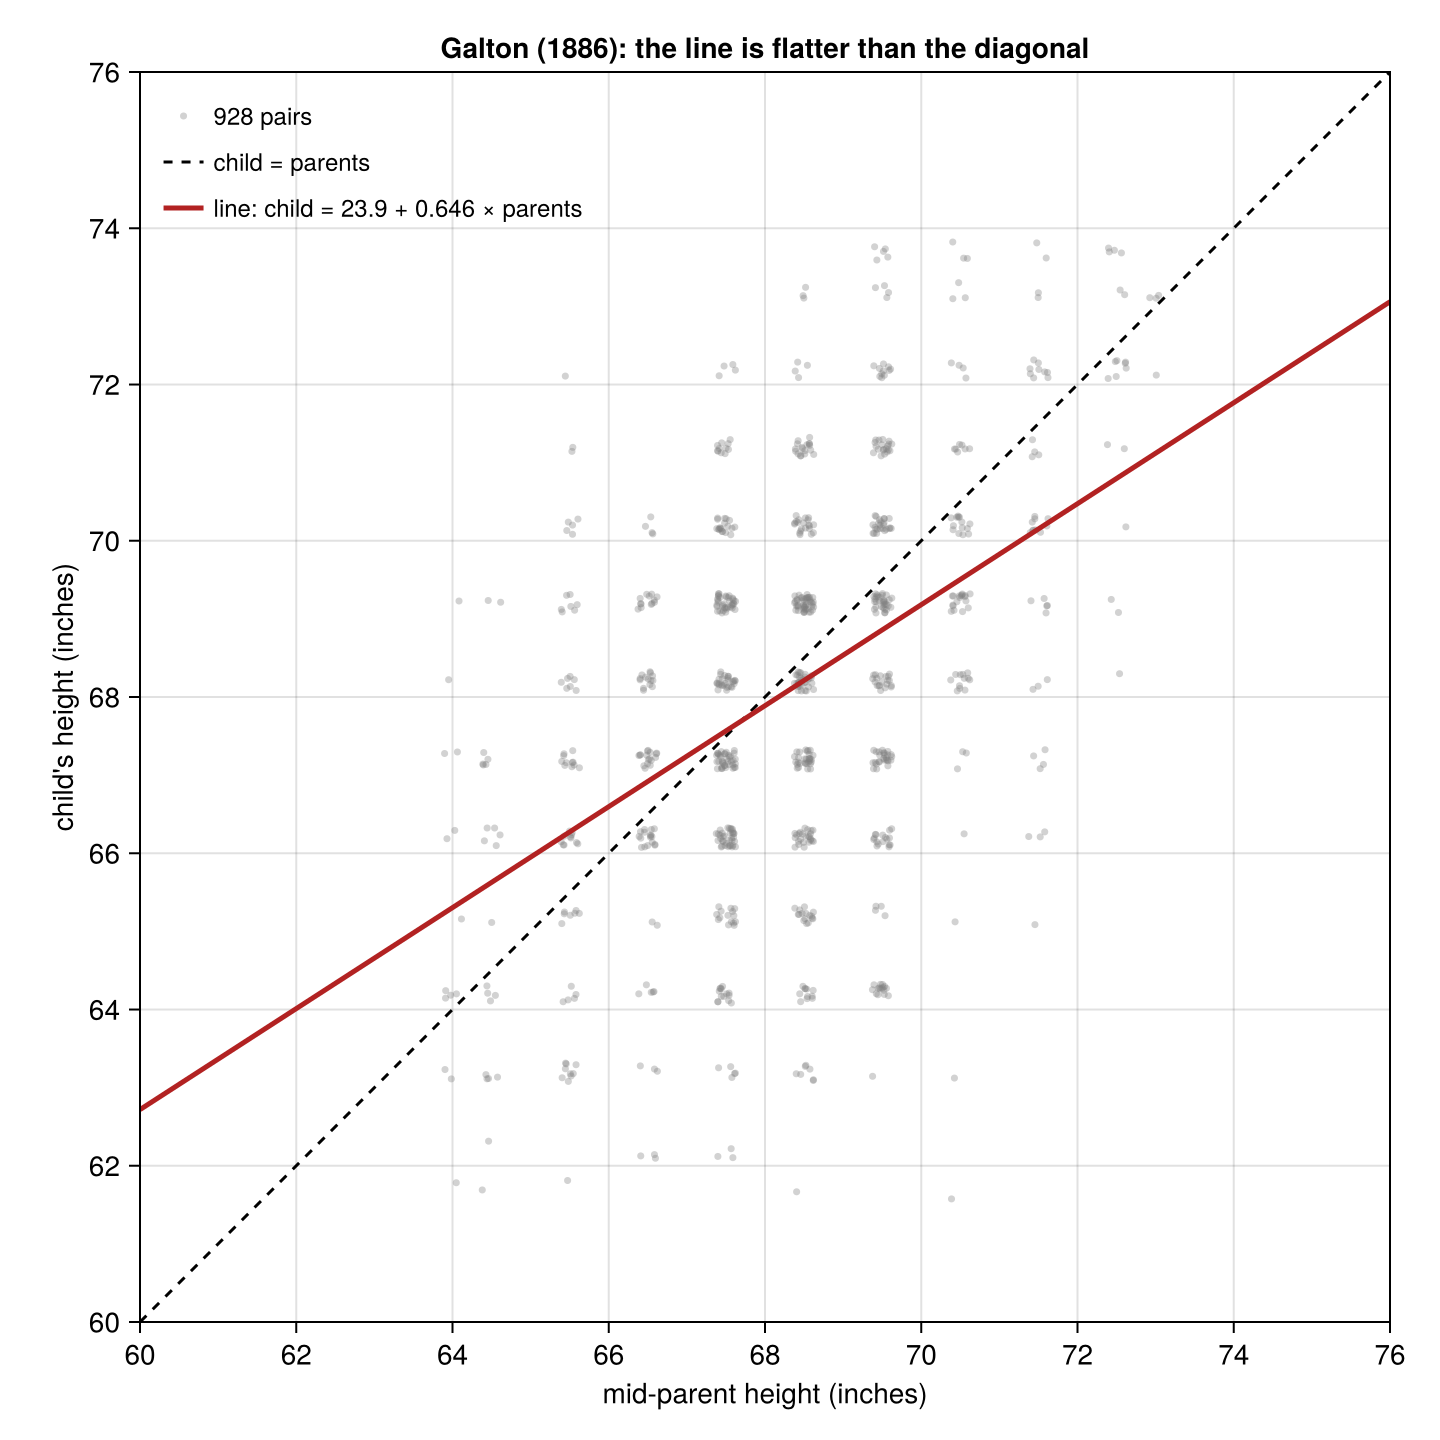 Galton (1886): the line is flatter than the diagonal
928 pairs
child = parents
line: child = 23.9 + 0.646 × parents
76
74
72
70
68
66
64
62
60
child's height (inches)
60 62 64 66 68 70 72 74 76
mid-parent height (inches)